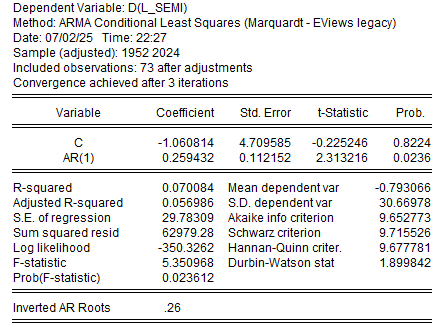 Dependent Variable: D(L_SEMI)
Method: ARMA Conditional Least Squares (Marquardt - EViews legacy)
Date: 07/02/25 Time: 22:27
Sample (adjusted): 1952 2024
Included observations: 73 after adjustments
Convergence achieved after 3 iterations
Variable Coefficient Std. Error t-Statistic Prob.
C -1.060814 4.709585 -0.225246 0.8224
AR(1) 0.259432 0.112152 2.313216 0.0236
R-squared 0.070084 Mean dependent var -0.793066
Adjusted R-squared 0.056986 S.D. dependent var 30.66978
S.E. of regression 29.78309 Akaike info criterion 9.652773
Sum squared resid 62979.28 Schwarz criterion 9.715526
Log likelihood -350.3262 Hannan-Quinn criter. 9.677781
F-statistic 5.350968 Durbin-Watson stat 1.899842
Prob(F-statistic) 0.023612
Inverted AR Roots .26